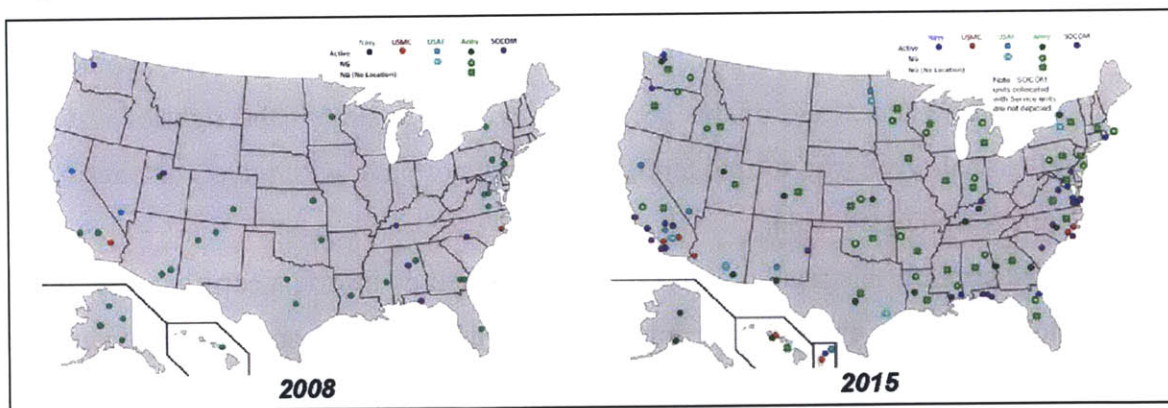 Navy USMC USAF Army SOCOM
Active
NG
NG (No Location)
2008
Navy USMC USAF Army SOCOM
Active
NG
NG (No Location)
Note: SOCOM
units collocated
with Service units
are not depicted
2015